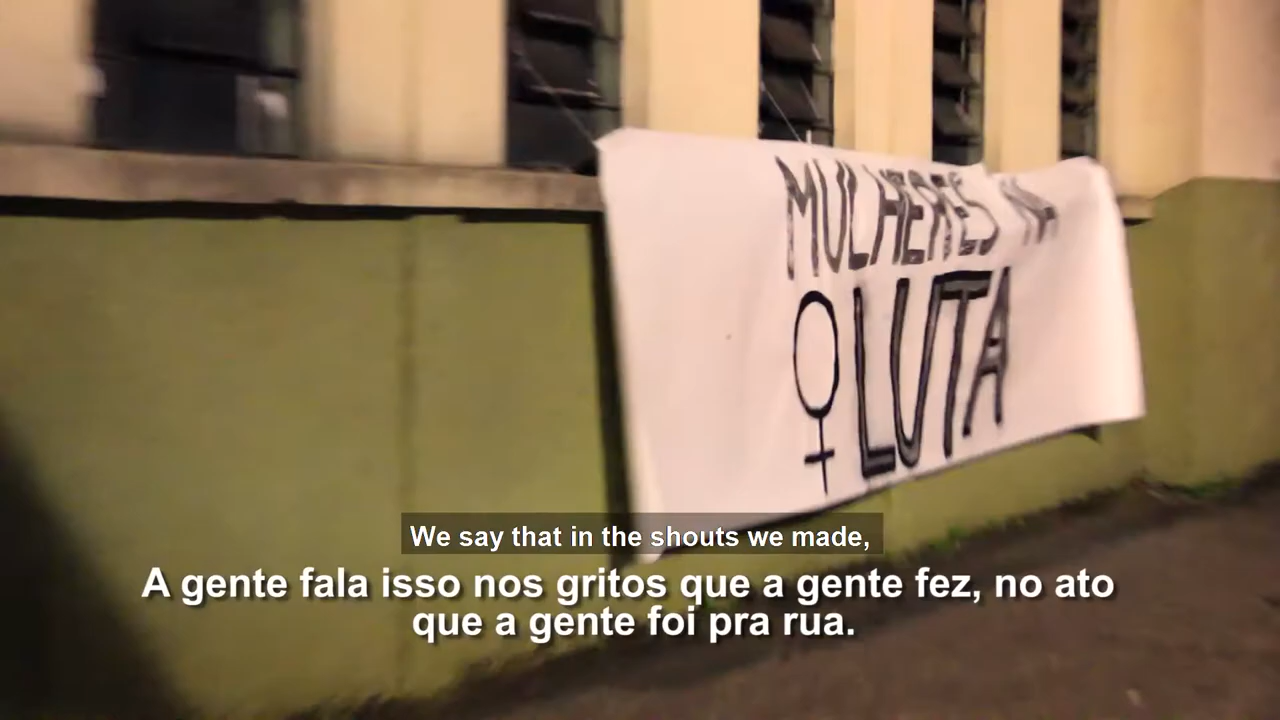 MULHERES NA
LUTA
We say that in the shouts we made,
A gente fala isso nos gritos que a gente fez, no ato
que a gente foi pra rua.